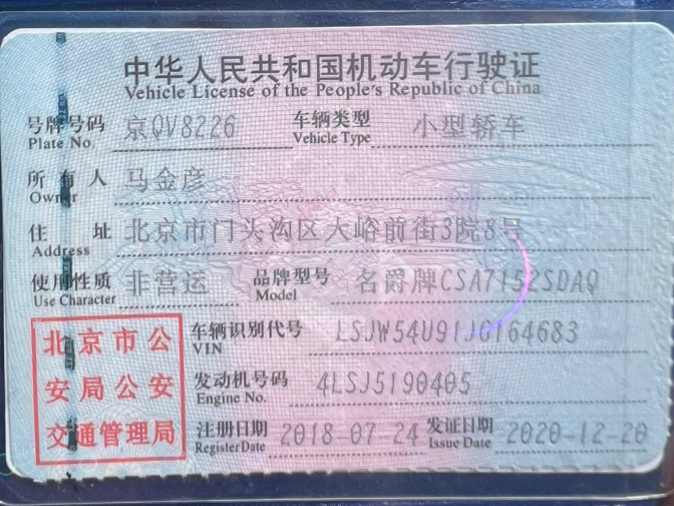 中华人民共和国机动车行驶证
Vehicle License of the People's Republic of China
号牌号码 京QV8226 车辆类型 小型轿车
Plate No. Vehicle Type
所有人 马金彦
Owner
住址 北京市门头沟区大峪前街3院8号
Address
使用性质 非营运 品牌型号 名爵牌CSA7152SDAQ
Use Character Model
北京市公安局公安交通管理局
车辆识别代号 LSJW54U91JG164683
VIN
发动机号码 4LSJ5190405
Engine No.
注册日期 2018-07-24 发证日期 2020-12-20
Register Date Issue Date